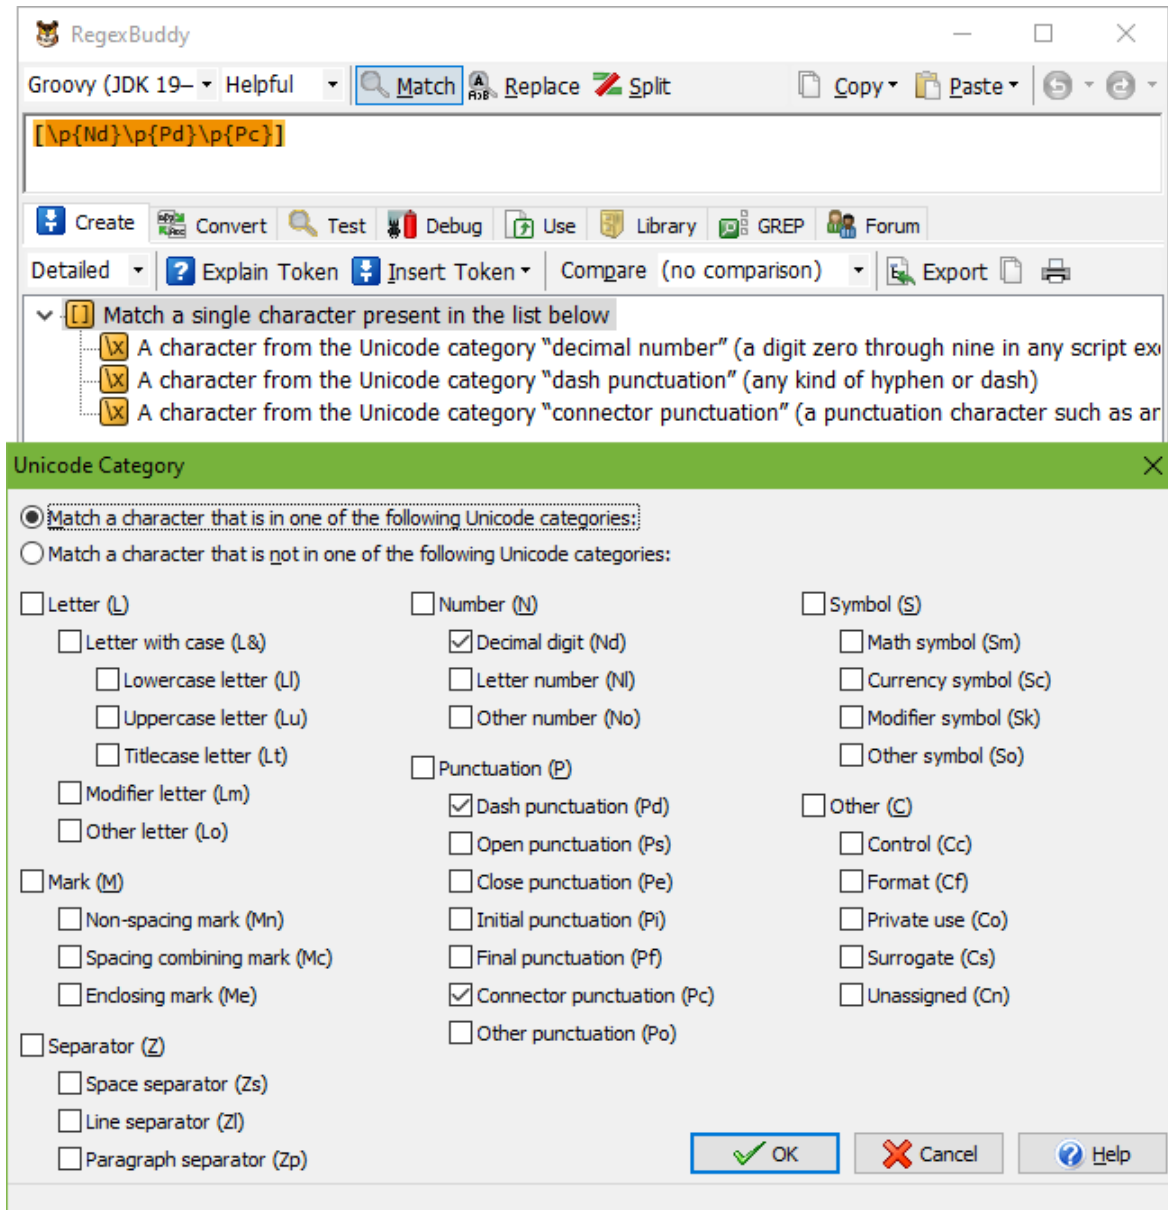 RegexBuddy
Groovy (JDK 19– Helpful Match Replace Split Copy Paste
[\p{Nd}\p{Pd}\p{Pc}]
Create Convert Test Debug Use Library GREP Forum
Detailed Explain Token Insert Token Compare (no comparison) Export
[ ] Match a single character present in the list below
\x A character from the Unicode category “decimal number” (a digit zero through nine in any script
\x A character from the Unicode category “dash punctuation” (any kind of hyphen or dash)
\x A character from the Unicode category “connector punctuation” (a punctuation character such as
Unicode Category
Match a character that is in one of the following Unicode categories:
Match a character that is not in one of the following Unicode categories:
Letter (L)
Letter with case (L&)
Lowercase letter (Ll)
Uppercase letter (Lu)
Titlecase letter (Lt)
Modifier letter (Lm)
Other letter (Lo)
Mark (M)
Non-spacing mark (Mn)
Spacing combining mark (Mc)
Enclosing mark (Me)
Separator (Z)
Space separator (Zs)
Line separator (Zl)
Paragraph separator (Zp)
Number (N)
Decimal digit (Nd)
Letter number (Nl)
Other number (No)
Punctuation (P)
Dash punctuation (Pd)
Open punctuation (Ps)
Close punctuation (Pe)
Initial punctuation (Pi)
Final punctuation (Pf)
Connector punctuation (Pc)
Other punctuation (Po)
Symbol (S)
Math symbol (Sm)
Currency symbol (Sc)
Modifier symbol (Sk)
Other symbol (So)
Other (C)
Control (Cc)
Format (Cf)
Private use (Co)
Surrogate (Cs)
Unassigned (Cn)
OK Cancel Help